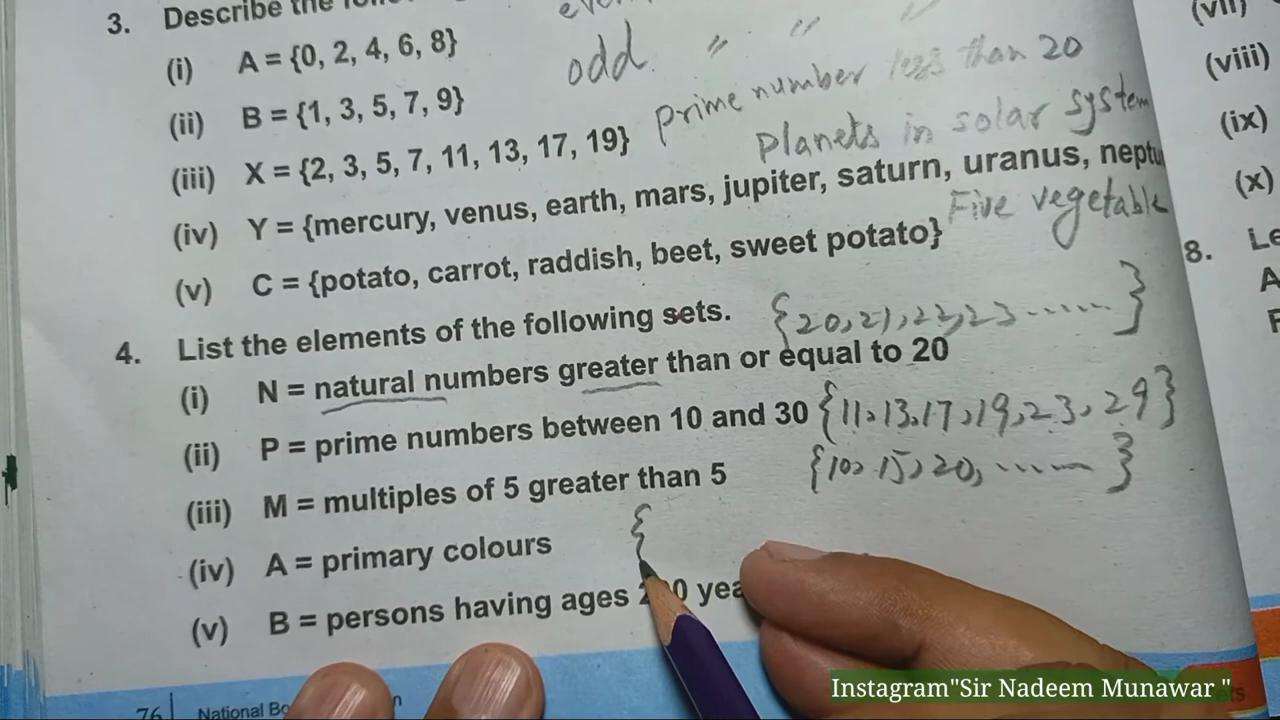 3. Describe the
(i) A = {0, 2, 4, 6, 8}
odd " " "
(ii) B = {1, 3, 5, 7, 9}
prime number less than 20
(iii) X = {2, 3, 5, 7, 11, 13, 17, 19}
planets in solar system
(iv) Y = {mercury, venus, earth, mars, jupiter, saturn, uranus, neptu
Five vegetable
(v) C = {potato, carrot, raddish, beet, sweet potato}
4. List the elements of the following sets.
{20, 21, 22, 23 ......}
(i) N = natural numbers greater than or equal to 20
(ii) P = prime numbers between 10 and 30 {11, 13, 17, 19, 23, 29}
(iii) M = multiples of 5 greater than 5 {10, 15, 20, ......}
(iv) A = primary colours {
(v) B = persons having ages
76 National
(vii)
(viii)
(ix)
(x)
8. Le
A
Instagram"Sir Nadeem Munawar "